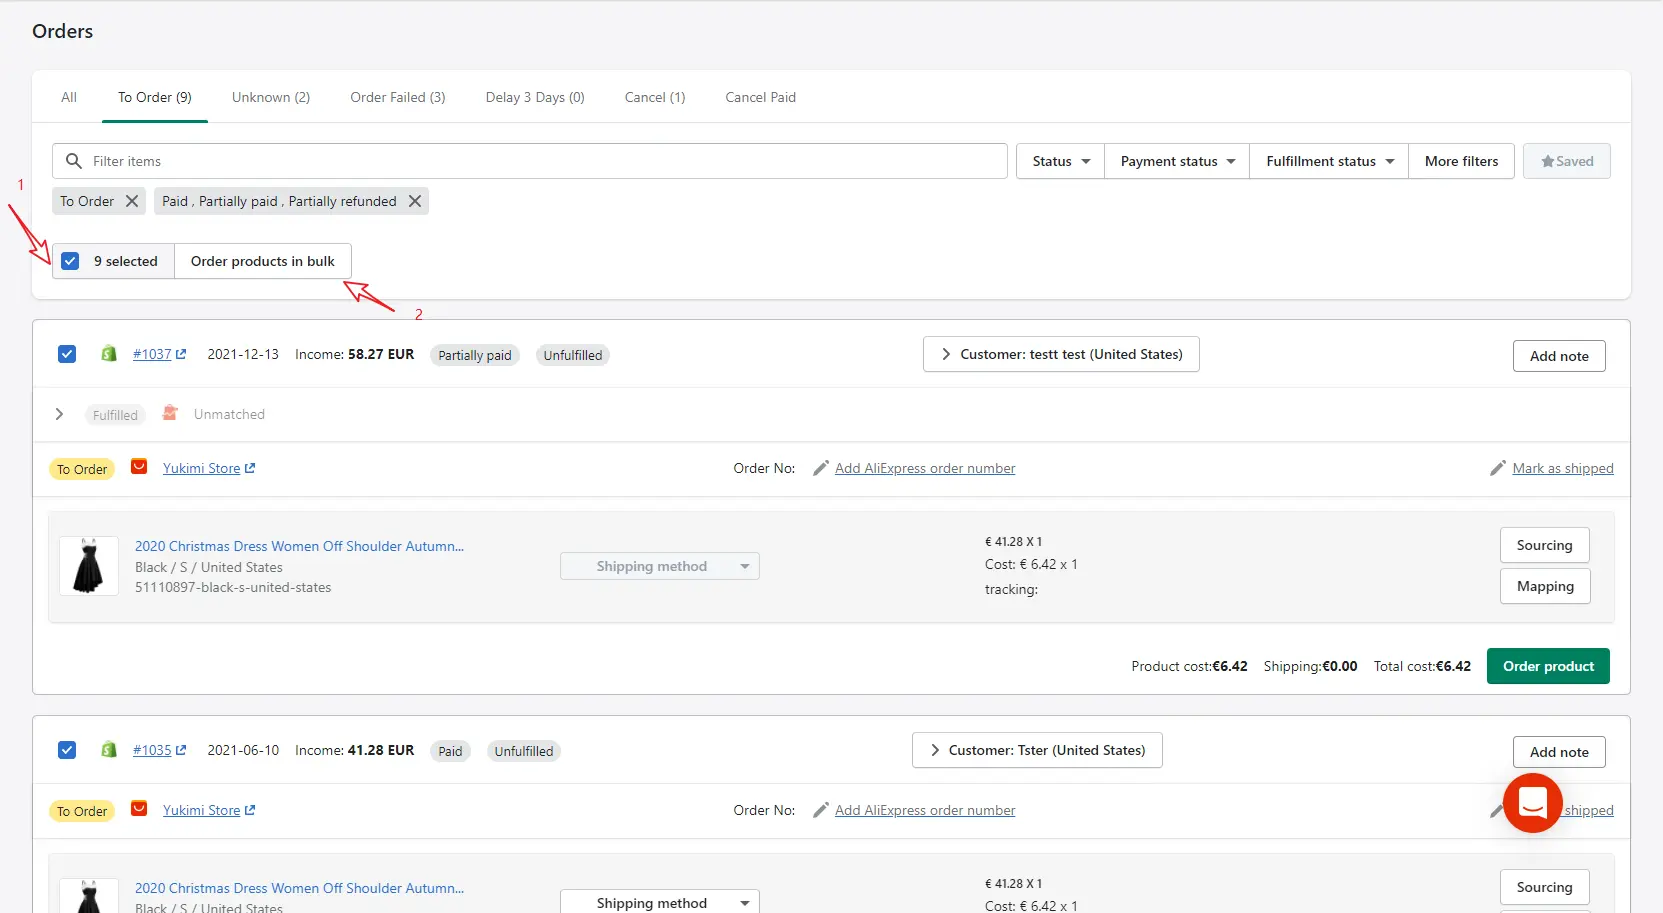 Orders
All To Order (9) Unknown (2) Order Failed (3) Delay 3 Days (0) Cancel (1) Cancel Paid
Filter items Status Payment status Fulfillment status More filters Saved
1
To Order Paid , Partially paid , Partially refunded
9 selected Order products in bulk
2
#1037 2021-12-13 Income: 58.27 EUR Partially paid Unfulfilled Customer: testt test (United States) Add note
Fulfilled Unmatched
To Order Yukimi Store Order No: Add AliExpress order number Mark as shipped
2020 Christmas Dress Women Off Shoulder Autumn...
Black / S / United States
51110897-black-s-united-states
Shipping method
€ 41.28 X 1
Cost: € 6.42 x 1
tracking:
Sourcing
Mapping
Product cost:€6.42 Shipping:€0.00 Total cost:€6.42 Order product
#1035 2021-06-10 Income: 41.28 EUR Paid Unfulfilled Customer: Tster (United States) Add note
To Order Yukimi Store Order No: Add AliExpress order number shipped
2020 Christmas Dress Women Off Shoulder Autumn...
Black / S / United States
Shipping method
€ 41.28 X 1
Cost: € 6.42 x 1
Sourcing